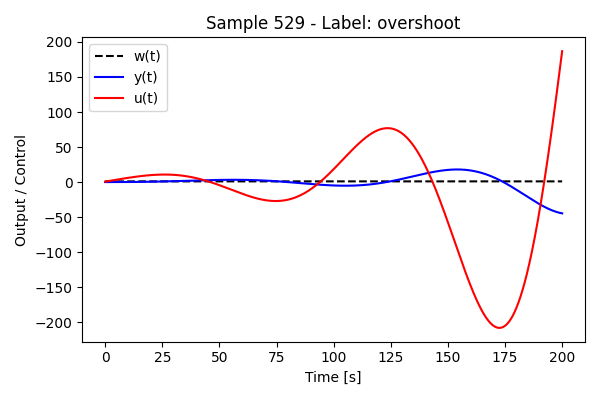 Sample 529 - Label: overshoot
w(t)
y(t)
u(t)
Output / Control
200
150
100
50
0
−50
−100
−150
−200
0 25 50 75 100 125 150 175 200
Time [s]